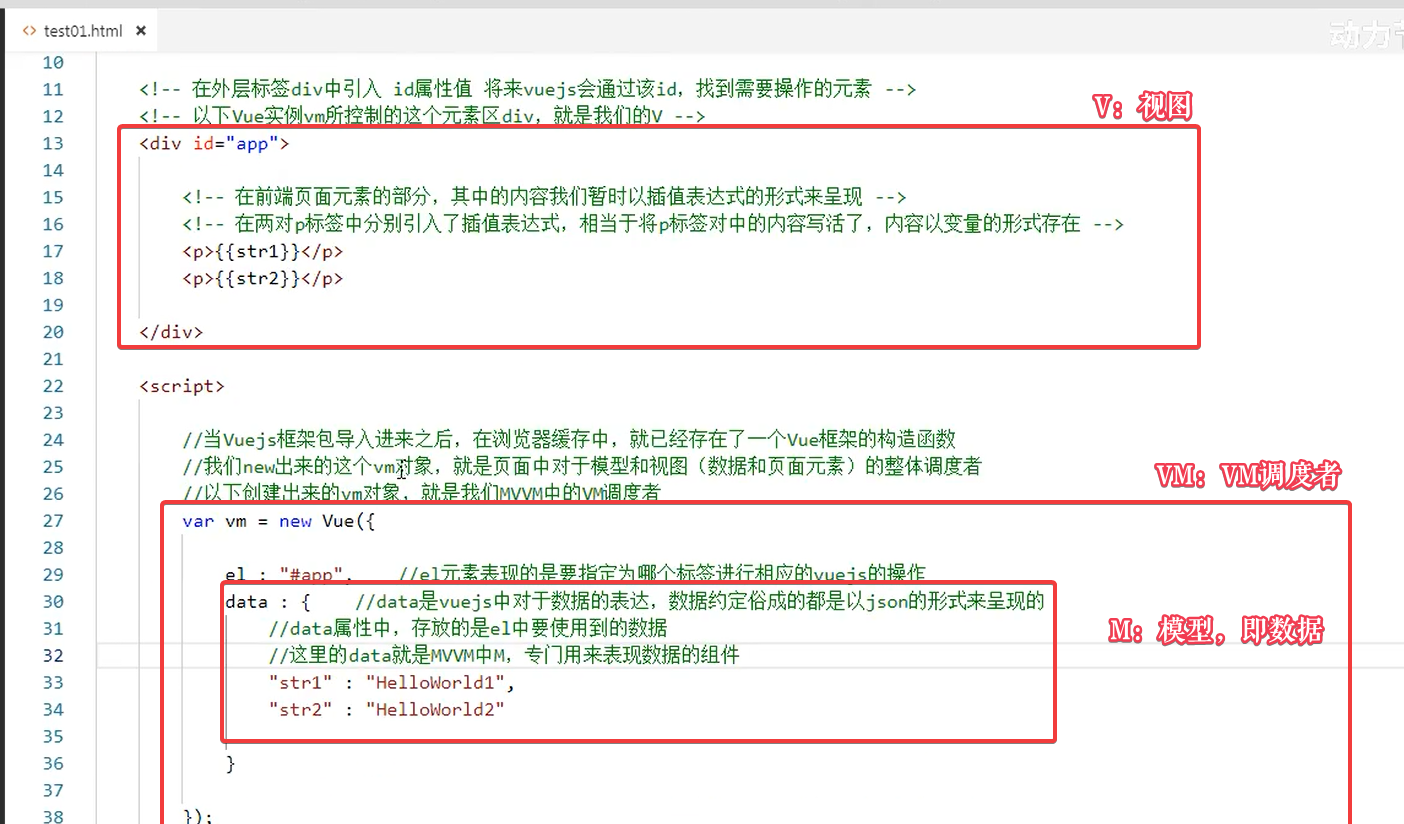 test01.html
动力
10
11 <!-- 在外层标签div中引入 id属性值 将来vuejs会通过该id，找到需要操作的元素 -->
12 <!-- 以下Vue实例vm所控制的这个元素区div，就是我们的V -->
V：视图
13 <div id="app">
14
15 <!-- 在前端页面元素的部分，其中的内容我们暂时以插值表达式的形式来呈现 -->
16 <!-- 在两对p标签中分别引入了插值表达式，相当于将p标签对中的内容写活了，内容以变量的形式存在 -->
17 <p>{{str1}}</p>
18 <p>{{str2}}</p>
19
20 </div>
21
22 <script>
23
24 //当Vuejs框架包导入进来之后，在浏览器缓存中，就已经存在了一个Vue框架的构造函数
25 //我们new出来的这个vm对象，就是页面中对于模型和视图（数据和页面元素）的整体调度者
VM：VM调度者
26 //以下创建出来的vm对象，就是我们MVVM中的VM调度者
27 var vm = new Vue({
28
29 el : "#app", //el元素表现的是要指定为哪个标签进行相应的vuejs的操作
30 data : { //data是vuejs中对于数据的表达，数据约定俗成的都是以json的形式来呈现的
31 //data属性中，存放的是el中要使用到的数据
M：模型，即数据
32 //这里的data就是MVVM中M，专门用来表现数据的组件
33 "str1" : "HelloWorld1",
34 "str2" : "HelloWorld2"
35
36 }
37
38 });